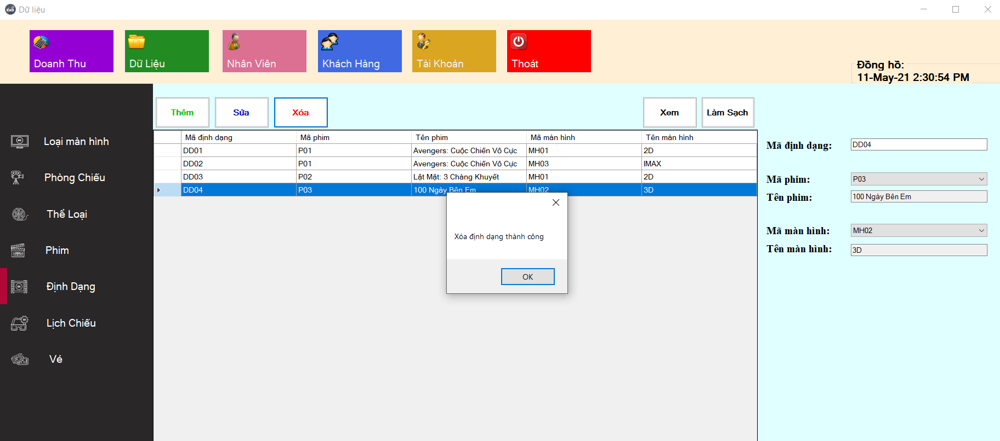 Dữ liệu
Doanh Thu
Dữ Liệu
Nhân Viên
Khách Hàng
Tài Khoản
Thoát
Đồng hồ:
11-May-21 2:30:54 PM
Loại màn hình
Phòng Chiếu
Thể Loại
Phim
Định Dạng
Lịch Chiếu
Vé
Thêm Sửa Xóa Xem Làm Sạch
Mã định dạng Mã phim Tên phim Mã màn hình Tên màn hình
DD01 P01 Avengers: Cuộc Chiến Vô Cực MH01 2D
DD02 P01 Avengers: Cuộc Chiến Vô Cực MH03 IMAX
DD03 P02 Lật Mặt: 3 Chàng Khuyết MH01 2D
DD04 P03 100 Ngày Bên Em MH02 3D
Xóa định dạng thành công
OK
Mã định dạng: DD04
Mã phim: P03
Tên phim: 100 Ngày Bên Em
Mã màn hình: MH02
Tên màn hình: 3D